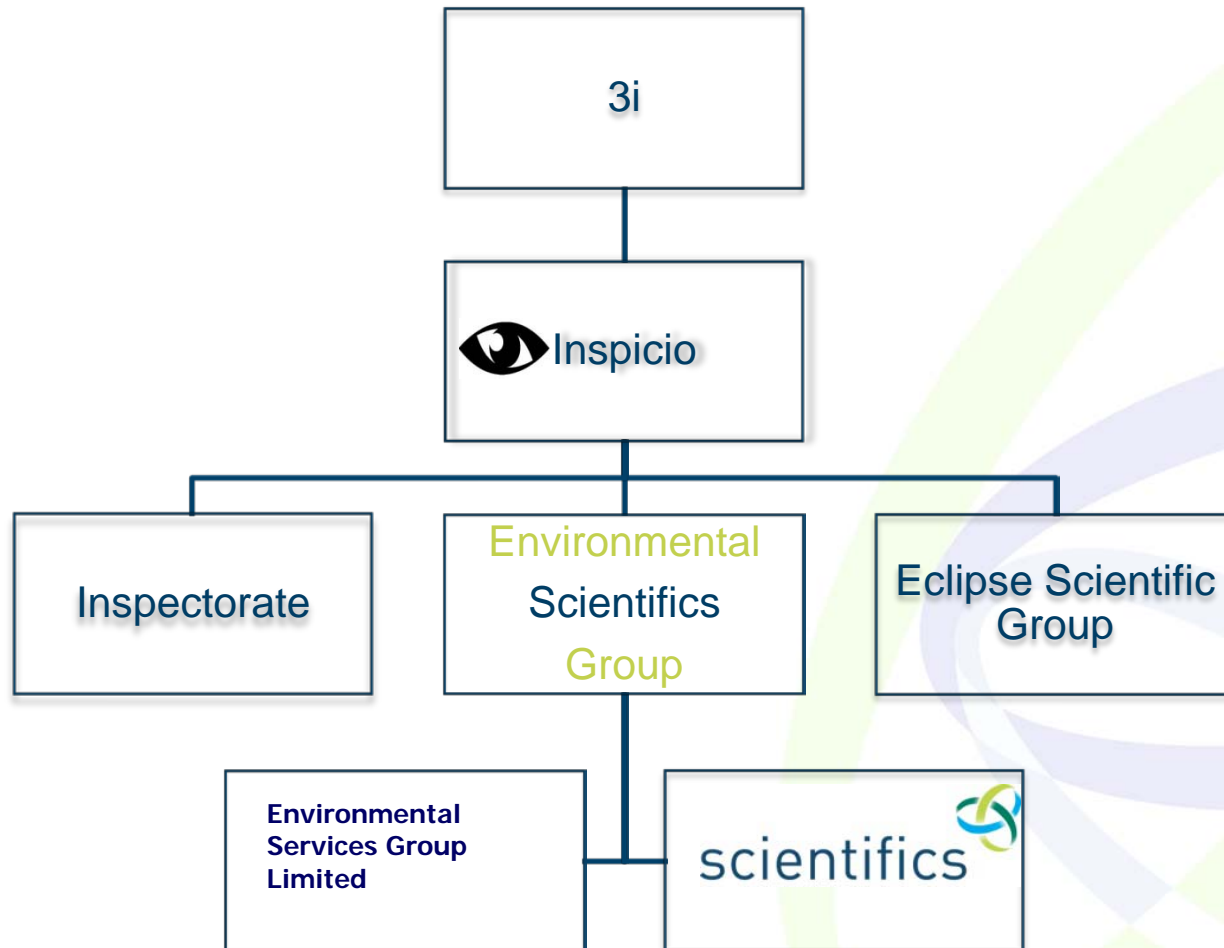 3i
Inspicio
Inspectorate
Environmental
Scientifics
Group
Eclipse Scientific
Group
Environmental
Services Group
Limited
scientifics